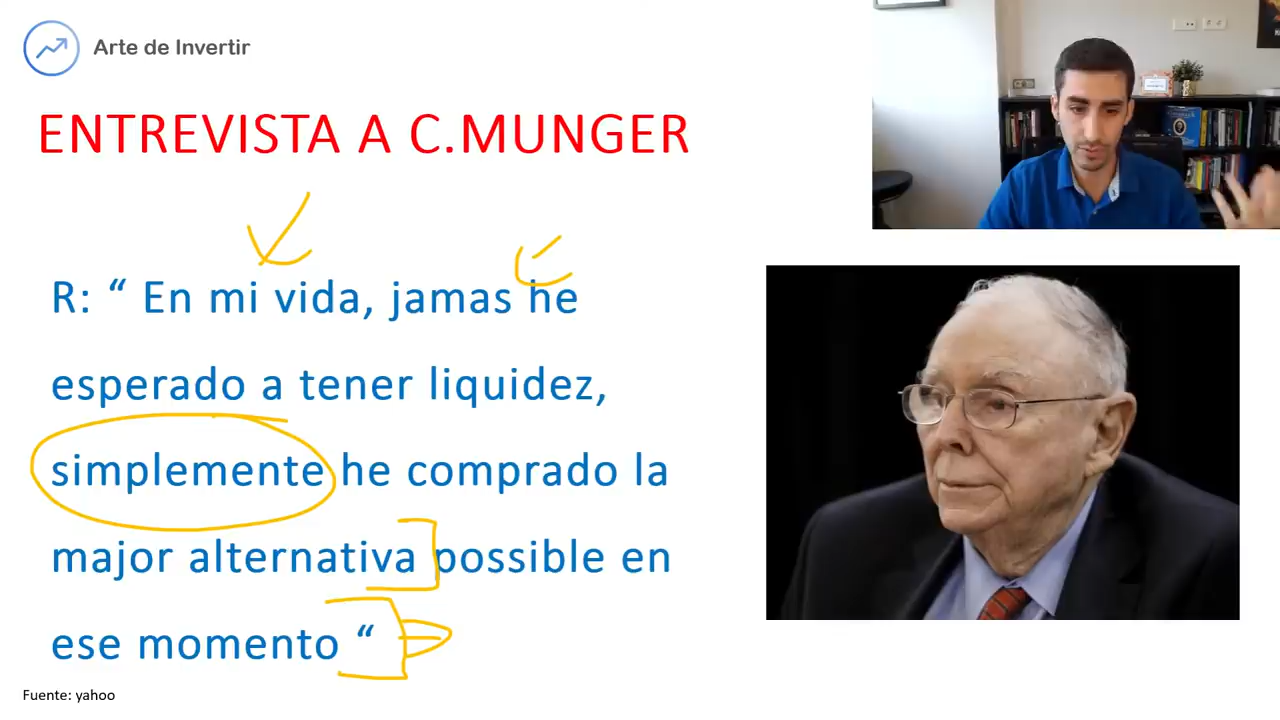 Arte de Invertir
ENTREVISTA A C.MUNGER
R: “ En mi vida, jamas he
esperado a tener liquidez,
simplemente he comprado la
major alternativa possible en
ese momento “
Fuente: yahoo